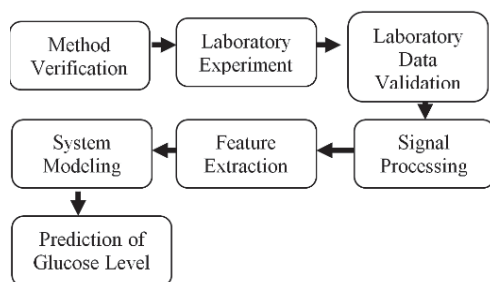 Method
Verification
Laboratory
Experiment
Laboratory
Data
Validation
System
Modeling
Feature
Extraction
Signal
Processing
Prediction of
Glucose Level